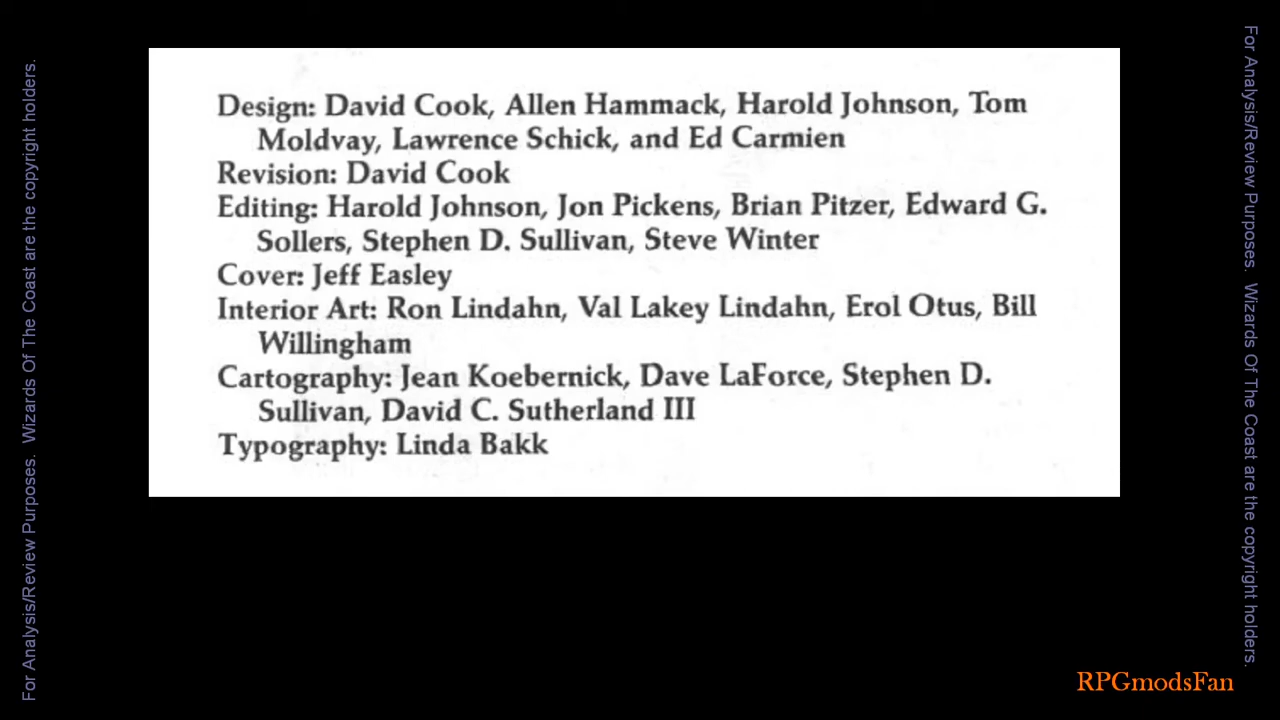 Design: David Cook, Allen Hammack, Harold Johnson, Tom
Moldvay, Lawrence Schick, and Ed Carmien
Revision: David Cook
Editing: Harold Johnson, Jon Pickens, Brian Pitzer, Edward G.
Sollers, Stephen D. Sullivan, Steve Winter
Cover: Jeff Easley
Interior Art: Ron Lindahn, Val Lakey Lindahn, Erol Otus, Bill
Willingham
Cartography: Jean Koebernick, Dave LaForce, Stephen D.
Sullivan, David C. Sutherland III
Typography: Linda Bakk
For Analysis/Review Purposes. Wizards Of The Coast are the copyright holders.
For Analysis/Review Purposes. Wizards Of The Coast are the copyright holders.
RPGmodsFan